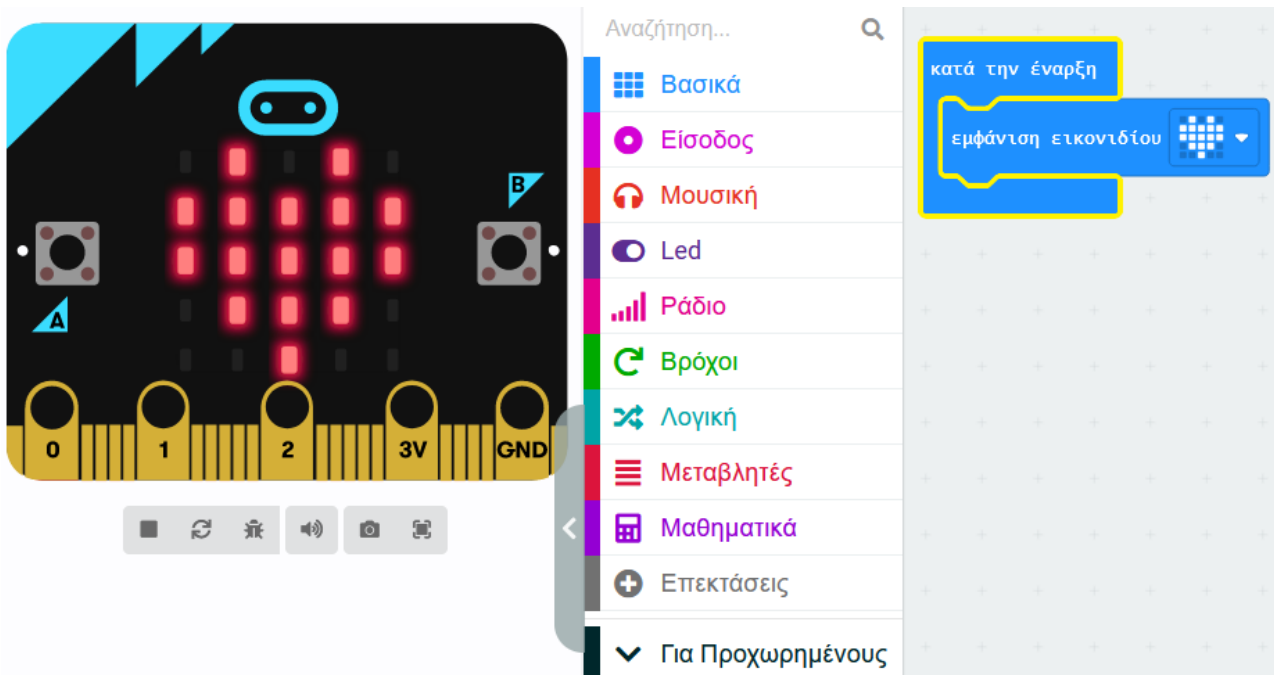 B
A
0
1
2
3V
GND
Αναζήτηση...
Βασικά
Είσοδος
Μουσική
Led
Ράδιο
Βρόχοι
Λογική
Μεταβλητές
Μαθηματικά
Επεκτάσεις
Για Προχωρημένους
κατά την έναρξη
εμφάνιση εικονιδίου